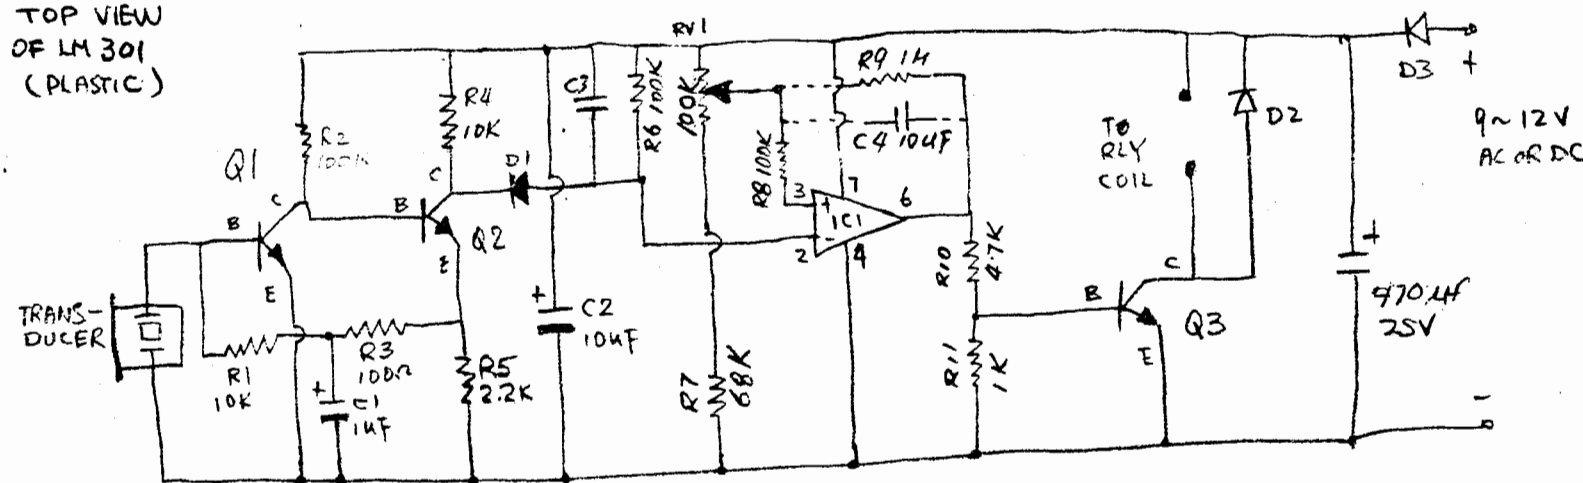 TOP VIEW
OF LM 301
(PLASTIC)
RV1
100K
R9 1M
C4 10uF
R8 100K
R6 100K
C3
R4
10K
R2
100K
Q1
C
B
E
D1
C
B
Q2
E
TRANS-
DUCER
R1
10K
R3
100Ω
+
C1
1uF
R5
2.2K
+
C2
10uF
R7
68K
3
+
IC1
-
2
7
4
6
R10
4.7K
R11
1K
TO
RLY
COIL
C
B
E
Q3
D2
D3
+
9~12V
AC OR DC
+
470uF
25V
-